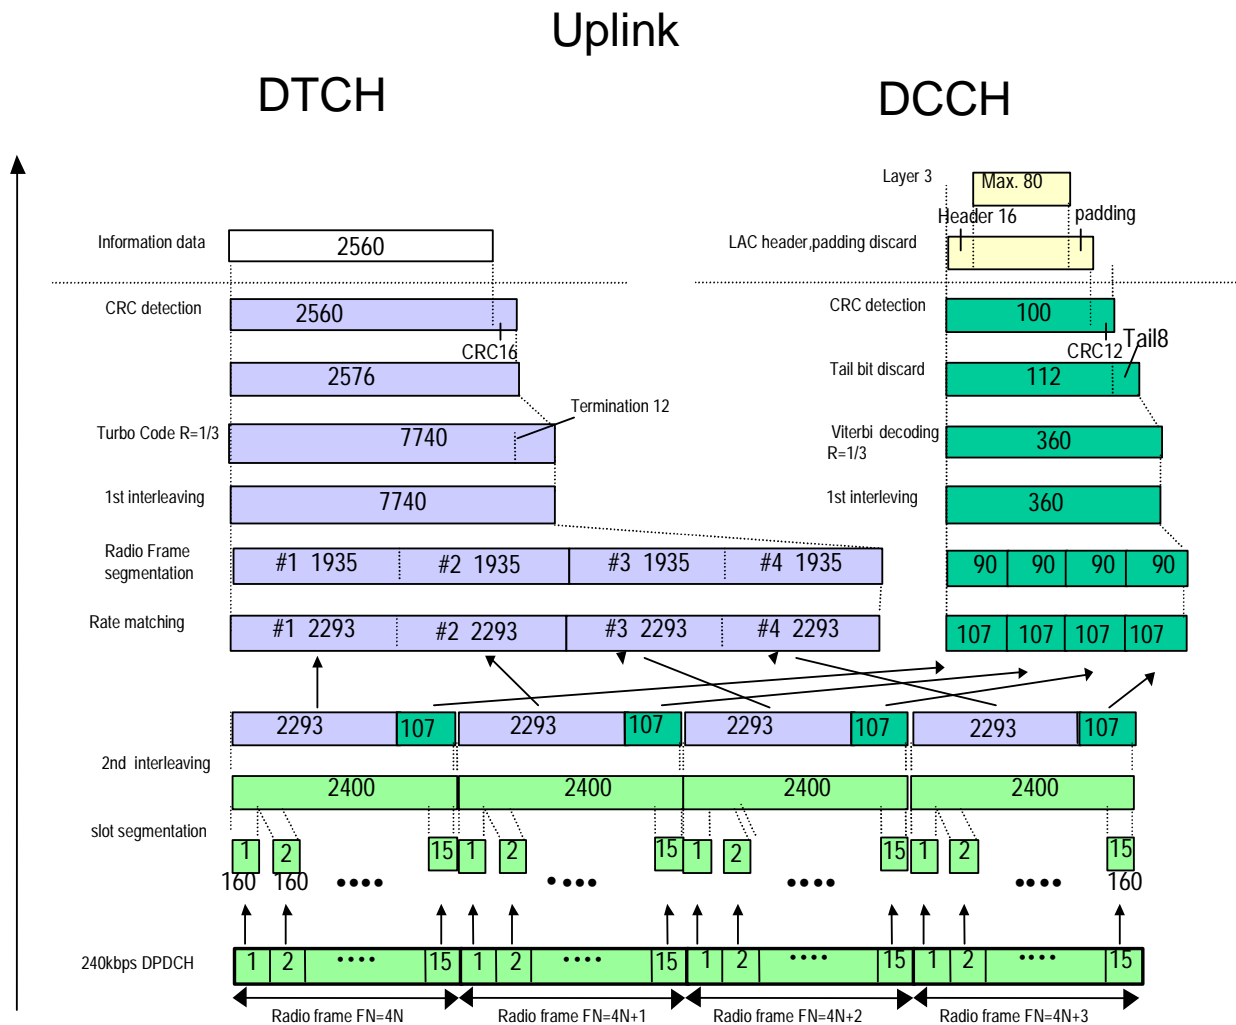 Uplink
DTCH
DCCH
Layer 3
Max. 80
Header 16
padding
Information data
2560
LAC header,padding discard
CRC detection
2560
CRC16
CRC detection
100
CRC12
Tail8
2576
Tail bit discard
112
Termination 12
Turbo Code R=1/3
7740
Viterbi decoding
R=1/3
360
1st interleaving
7740
1st interleving
360
Radio Frame
segmentation
#1 1935
#2 1935
#3 1935
#4 1935
90
90
90
90
Rate matching
#1 2293
#2 2293
#3 2293
#4 2293
107
107
107
107
2293
107
2293
107
2293
107
2293
107
2nd interleaving
2400
2400
2400
2400
slot segmentation
1
2
15
1
2
15
1
2
15
1
2
15
160
160
••••
••••
••••
••••
160
240kbps DPDCH
1
2
••••
15
1
2
••••
15
1
2
••••
15
1
2
••••
15
Radio frame FN=4N
Radio frame FN=4N+1
Radio frame FN=4N+2
Radio frame FN=4N+3